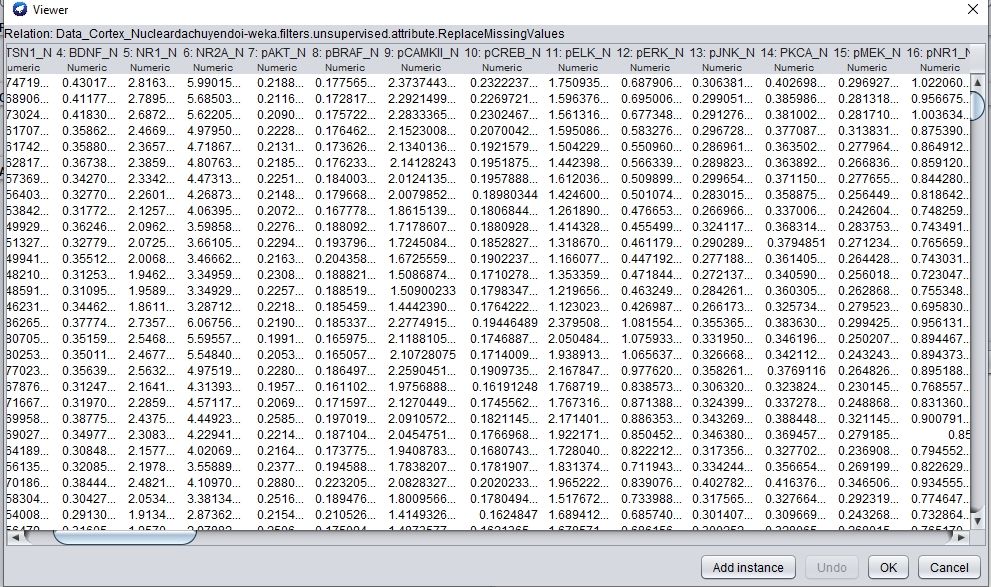 Viewer
Relation: Data_Cortex_Nucleardachuyendoi-weka.filters.unsupervised.attribute.ReplaceMissingValues
TSN1_N 4: BDNF_N 5: NR1_N 6: NR2A_N 7: pAKT_N 8: pBRAF_N 9: pCAMKII_N 10: pCREB_N 11: pELK_N 12: pERK_N 13: pJNK_N 14: PKCA_N 15: pMEK_N 16: pNR1_N
umeric Numeric Numeric Numeric Numeric Numeric Numeric Numeric Numeric Numeric Numeric Numeric Numeric Numeric
74719 0.43017... 2.8163... 5.99015... 0.2188... 0.177565... 2.3737443... 0.2322237... 1.750935... 0.687906... 0.306381... 0.402698... 0.296927... 1.022060...
68906... 0.41177... 2.7895... 5.68503... 0.2116... 0.172817... 2.2921499... 0.2269721... 1.596376... 0.695006... 0.299051... 0.385986... 0.281318... 0.956675...
73024... 0.41830... 2.6872... 5.62205... 0.2090... 0.175722... 2.2833365... 0.2302467... 1.561316... 0.677348... 0.291276... 0.381002... 0.281710... 1.003634...
61707... 0.35862... 2.4669... 4.97950... 0.2228... 0.176462... 2.1523008... 0.2070042... 1.595086... 0.583276... 0.296728... 0.377087... 0.313831... 0.875390...
61742... 0.35880... 2.3657... 4.71867... 0.2131... 0.173626... 2.1340136... 0.1921579... 1.504229... 0.550960... 0.286961... 0.363502... 0.277964... 0.864912...
62817... 0.36738... 2.3859... 4.80763... 0.2185... 0.176233... 2.14128243 0.1951875... 1.442398... 0.566339... 0.289823... 0.363892... 0.266836... 0.859120...
57369... 0.34270... 2.3342... 4.47313... 0.2251... 0.184003... 2.0124135... 0.1957888... 1.612036... 0.509899... 0.299654... 0.371150... 0.277655... 0.844280...
56403... 0.32770... 2.2601... 4.26873... 0.2148... 0.179668... 2.0079852... 0.18980344 1.424600... 0.501074... 0.283015... 0.358875... 0.256449... 0.818642...
53842... 0.31772... 2.1257... 4.06395... 0.2072... 0.167778... 1.8615139... 0.1806844... 1.261890... 0.476653... 0.266966... 0.337006... 0.242604... 0.748259...
49929... 0.36246... 2.0962... 3.59858... 0.2276... 0.188092... 1.7178607... 0.1880928... 1.414328... 0.455499... 0.324117... 0.368314... 0.283753... 0.743491...
51327... 0.32779... 2.0725... 3.66105... 0.2294... 0.193796... 1.7245084... 0.1852827... 1.318670... 0.461179... 0.290289... 0.3794851 0.271234... 0.765659...
49941... 0.35512... 2.0068... 3.46662... 0.2163... 0.204358... 1.6725559... 0.1902237... 1.166077... 0.447192... 0.277188... 0.361405... 0.264428... 0.743031...
48210... 0.31253... 1.9462... 3.34959... 0.2308... 0.188821... 1.5086874... 0.1710278... 1.353359... 0.471844... 0.272137... 0.340590... 0.256018... 0.723047...
48591... 0.31095... 1.9589... 3.34929... 0.2257... 0.188519... 1.50900233 0.1798347... 1.219656... 0.463249... 0.284261... 0.360305... 0.262868... 0.755348...
46231... 0.34462... 1.8611... 3.28712... 0.2218... 0.185459... 1.4442390... 0.1764222... 1.123023... 0.426987... 0.266173... 0.325734... 0.279523... 0.695830...
86265... 0.37774... 2.7357... 6.06756... 0.2190... 0.185337... 2.2774915... 0.19446489 2.379508... 1.081554... 0.355365... 0.383630... 0.299425... 0.956131...
80705... 0.35159... 2.5468... 5.59557... 0.1991... 0.165975... 2.1188105... 0.1746887... 2.050484... 1.075933... 0.331950... 0.346196... 0.250207... 0.894467...
80253... 0.35011... 2.4677... 5.54840... 0.2053... 0.165057... 2.10728075 0.1714009... 1.938913... 1.065637... 0.326668... 0.342112... 0.243243... 0.894373...
77023... 0.35639... 2.5632... 4.97519... 0.2280... 0.186497... 2.2590451... 0.1909735... 2.167847... 0.977620... 0.358261... 0.3769116 0.264826... 0.895188...
67876... 0.31247... 2.1641... 4.31393... 0.1957... 0.161102... 1.9756888... 0.16191248 1.768719... 0.838573... 0.306320... 0.323824... 0.230145... 0.768557...
71667... 0.31970... 2.2859... 4.57117... 0.2069... 0.171597... 2.1270449... 0.1745562... 1.767316... 0.871388... 0.324399... 0.337278... 0.248868... 0.831360...
69958... 0.38775... 2.4375... 4.44923... 0.2585... 0.197019... 2.0910572... 0.1821145... 2.171401... 0.886353... 0.343269... 0.388448... 0.321145... 0.900791...
69027... 0.34977... 2.3083... 4.22941... 0.2214... 0.187104... 2.0454751... 0.1766968... 1.922171... 0.850452... 0.346380... 0.369457... 0.279185... 0.85
64189... 0.30848... 2.1577... 4.02069... 0.2164... 0.173775... 1.9408783... 0.1680743... 1.728040... 0.822212... 0.317356... 0.327702... 0.236908... 0.794552...
56135... 0.32085... 2.1978... 3.55889... 0.2377... 0.194588... 1.7838207... 0.1781907... 1.831374... 0.711943... 0.334244... 0.356654... 0.269199... 0.822629...
70186... 0.38444... 2.4821... 4.10970... 0.2880... 0.223205... 2.0828327... 0.2020233... 1.965222... 0.839076... 0.402782... 0.416376... 0.346506... 0.934555...
58304... 0.30427... 2.0534... 3.38134... 0.2516... 0.189476... 1.8009566... 0.1780494... 1.517672... 0.733988... 0.317565... 0.327664... 0.292319... 0.774647...
54008... 0.29130... 1.9134... 2.87362... 0.2154... 0.210526... 1.4149326... 0.1624847 1.689412... 0.685740... 0.301407... 0.309669... 0.243268... 0.732864...
Add instance Undo OK Cancel